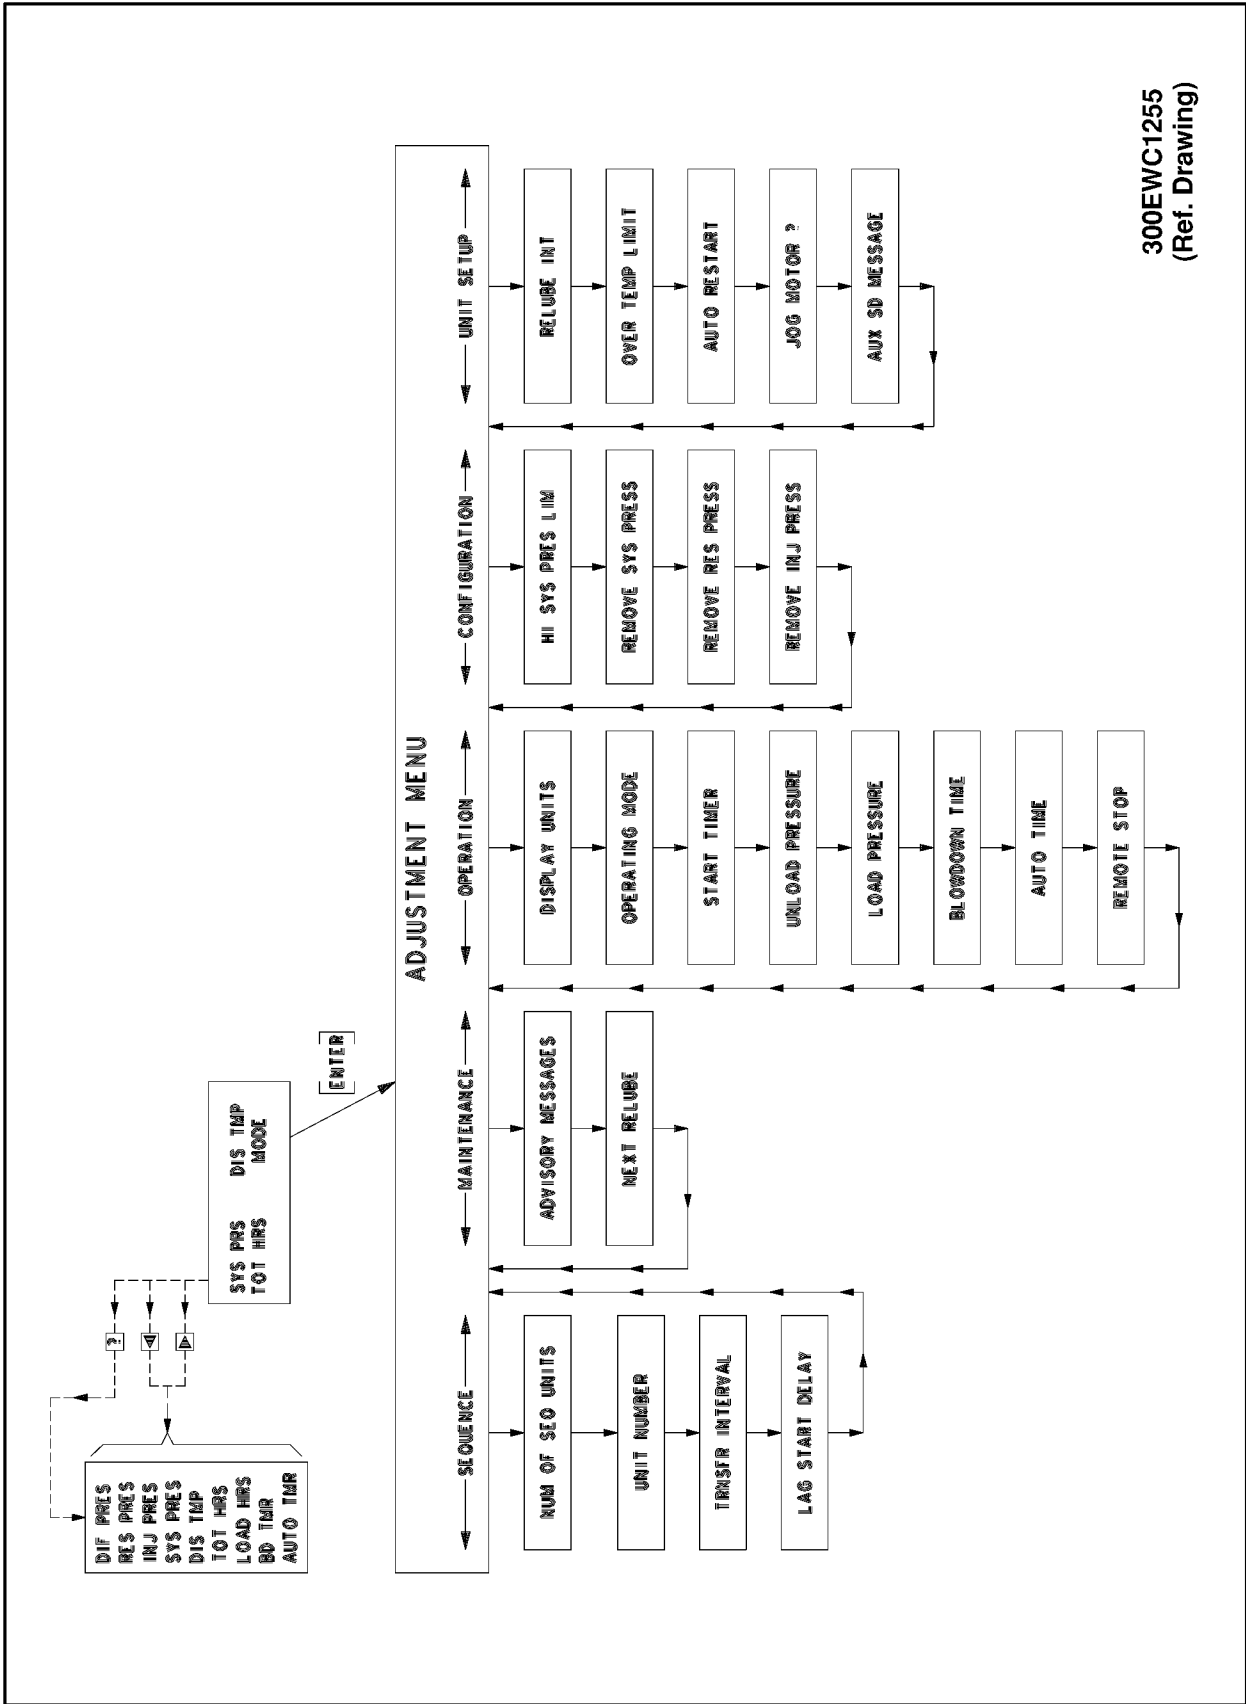 DIF PRES
RES PRES
INJ PRES
SYS PRES
DIS TMP
TOT HRS
LOAD HRS
BD TMR
AUTO TMR
?
SYS PRS DIS TMP
TOT HRS MODE
[ENTER]
ADJUSTMENT MENU
SEQUENCE
MAINTENANCE
OPERATION
CONFIGURATION
UNIT SETUP
NUM OF SEQ UNITS
UNIT NUMBER
TRNSFR INTERVAL
LAG START DELAY
ADVISORY MESSAGES
NEXT RELUBE
DISPLAY UNITS
OPERATING MODE
START TIMER
UNLOAD PRESSURE
LOAD PRESSURE
BLOWDOWN TIME
AUTO TIME
REMOTE STOP
HI SYS PRES LIM
REMOVE SYS PRESS
REMOVE RES PRESS
REMOVE INJ PRESS
RELUBE INT
OVER TEMP LIMIT
AUTO RESTART
JOG MOTOR ?
AUX SD MESSAGE
300EWC1255
(Ref. Drawing)